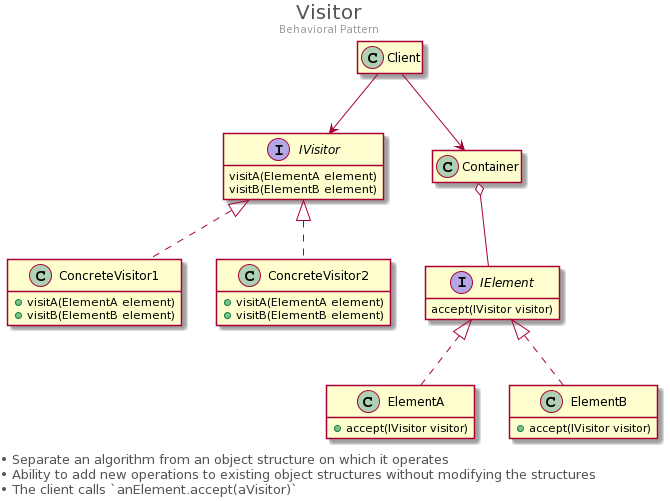 Visitor
Behavioral Pattern
C Client
I IVisitor
visitA(ElementA element)
visitB(ElementB element)
C Container
C ConcreteVisitor1
visitA(ElementA element)
visitB(ElementB element)
C ConcreteVisitor2
visitA(ElementA element)
visitB(ElementB element)
I IElement
accept(IVisitor visitor)
C ElementA
accept(IVisitor visitor)
C ElementB
accept(IVisitor visitor)
• Separate an algorithm from an object structure on which it operates
• Ability to add new operations to existing object structures without modifying the structures
• The client calls `anElement.accept(aVisitor)`